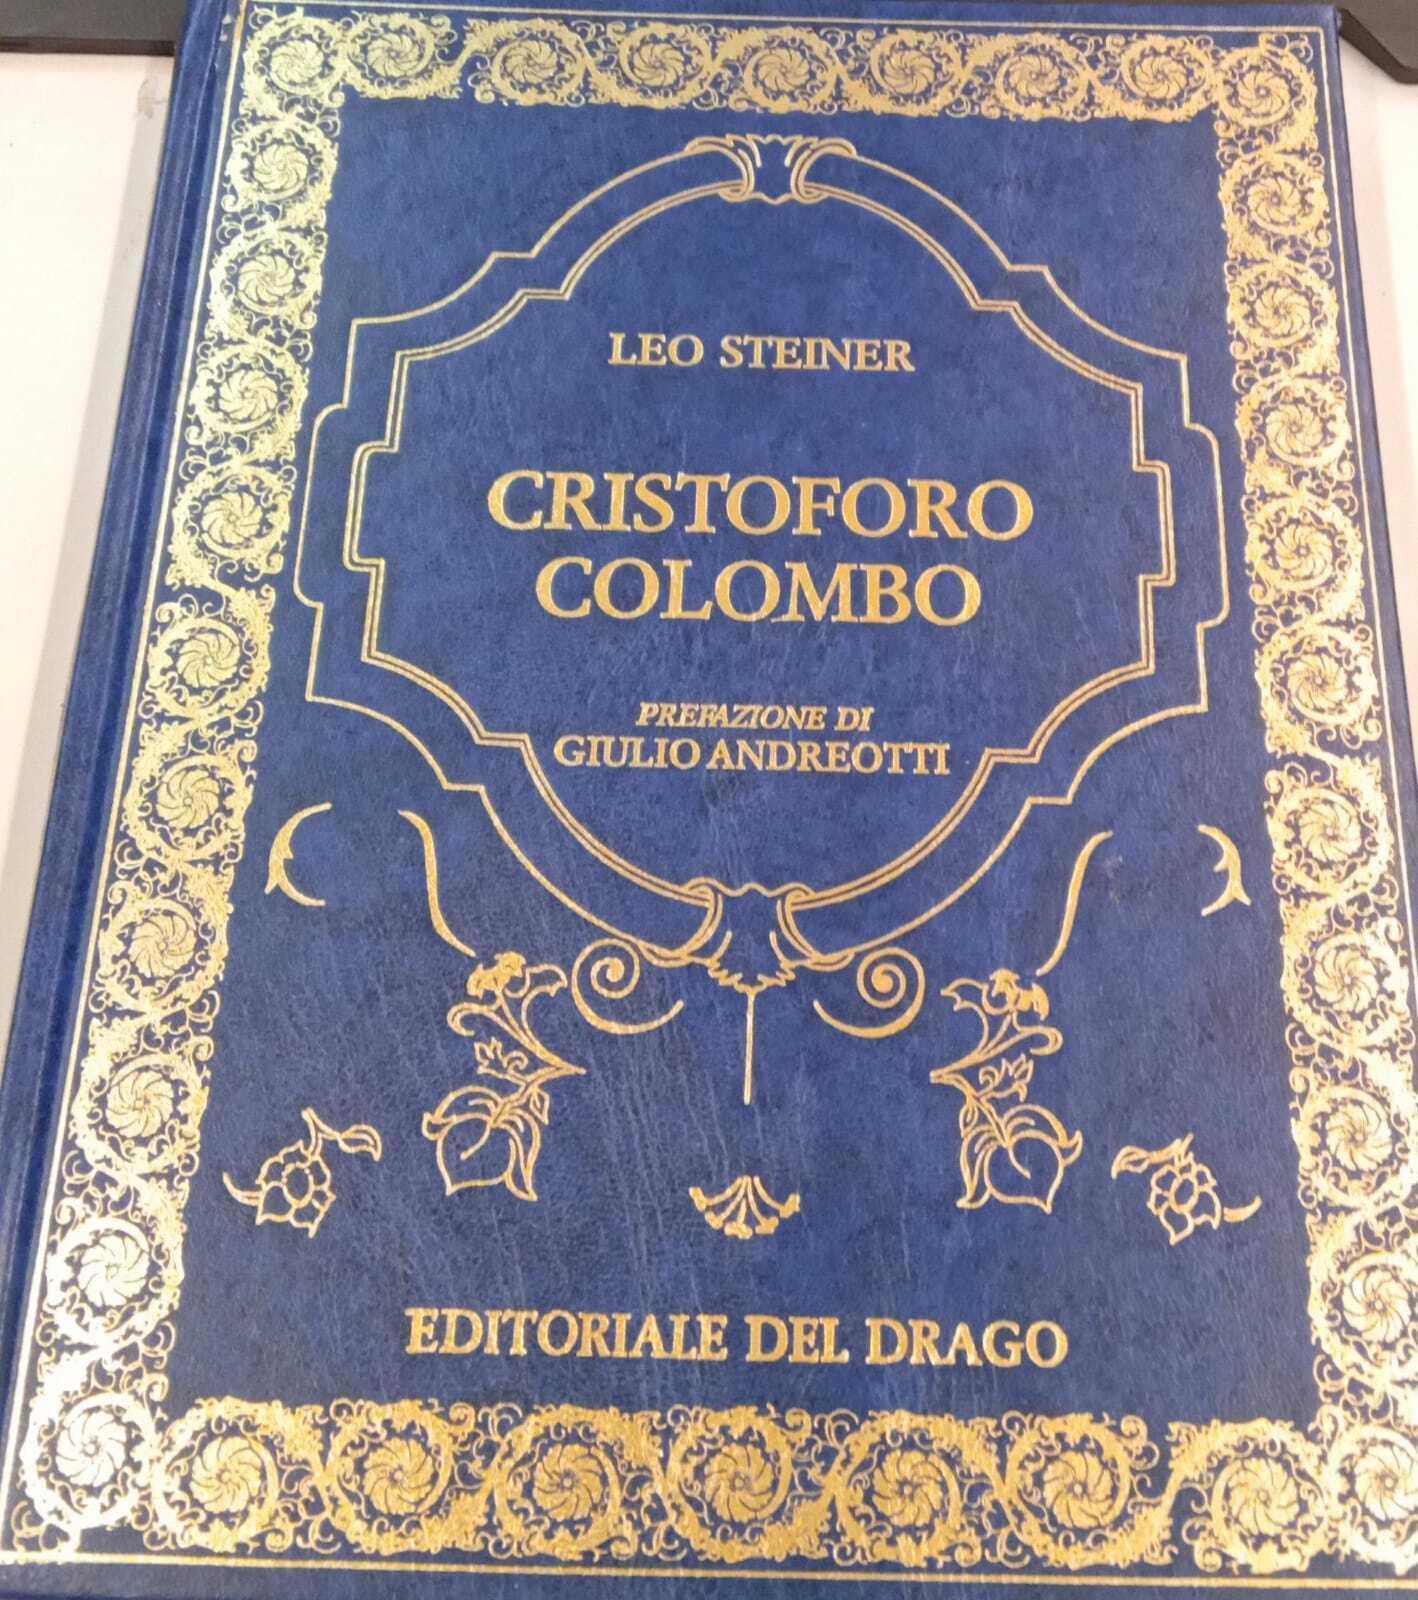 LEO STEINER
CRISTOFORO
COLOMBO
PREFAZIONE DI
GIULIO ANDREOTTI
EDITORIALE DEL DRAGO